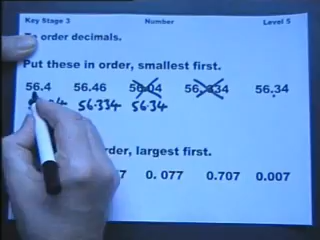 Key Stage 3 Number Level 5
order decimals.
Put these in order, smallest first.
56.4 56.46 56.04 56.334 56.34
56.334 56.34
order, largest first.
0.077 0.707 0.007